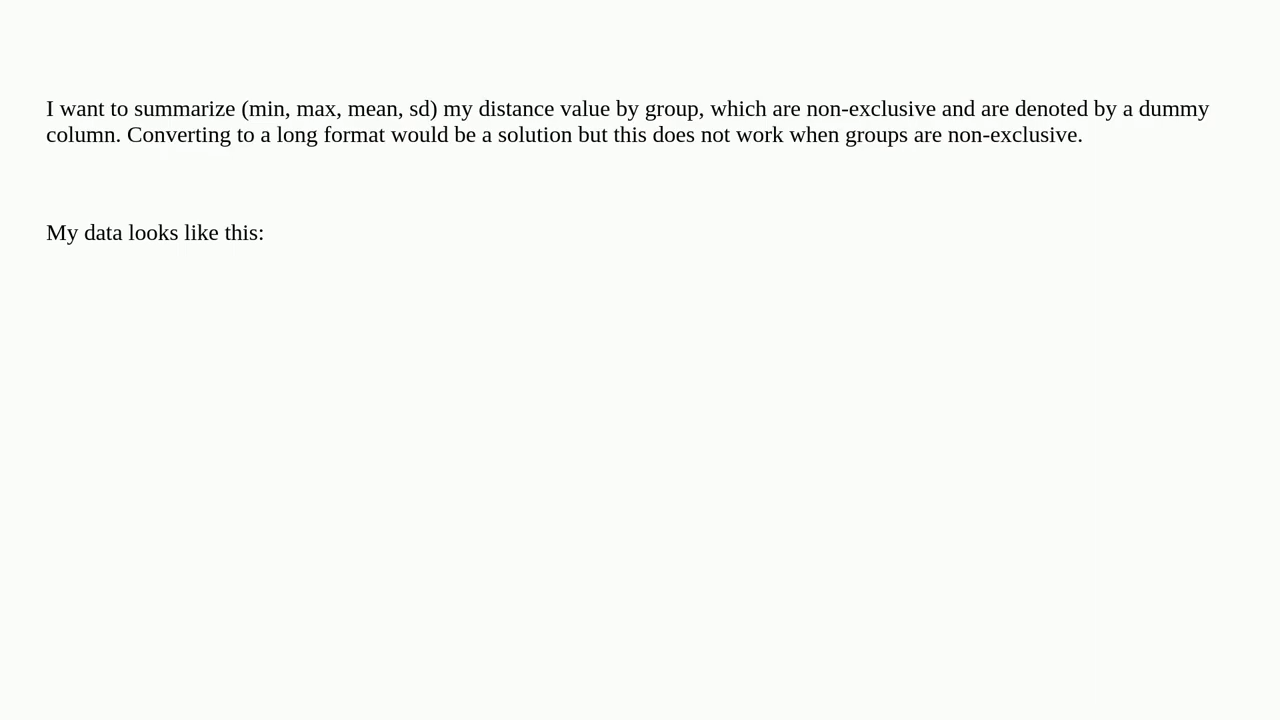 I want to summarize (min, max, mean, sd) my distance value by group, which are non-exclusive and are denoted by a dummy
column. Converting to a long format would be a solution but this does not work when groups are non-exclusive.
My data looks like this: